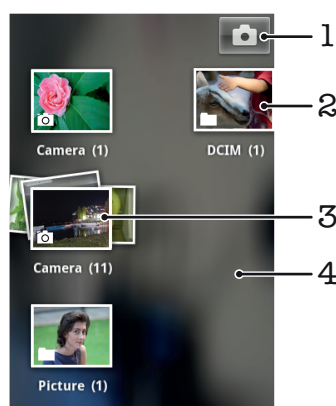 1
2
Camera (1)
DCIM (1)
3
Camera (11)
4
Picture (1)